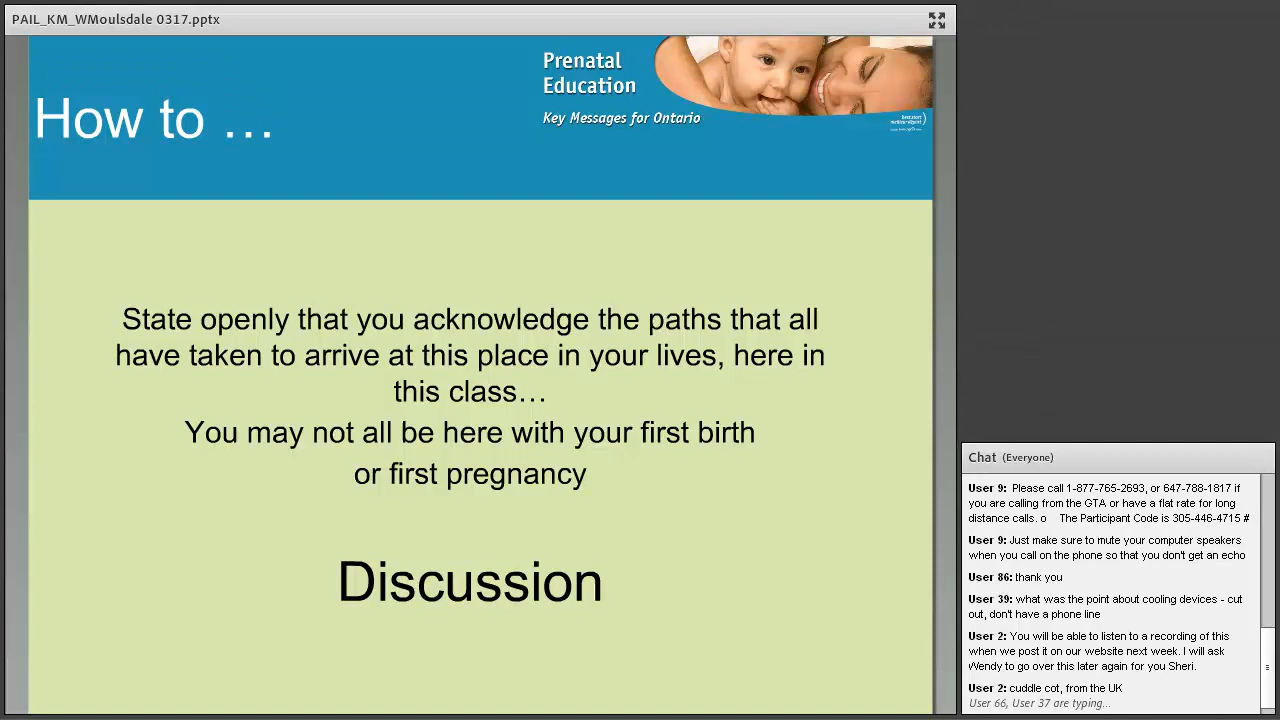 PAIL_KM_WMoulsdale 0317.pptx
How to …
Prenatal
Education
Key Messages for Ontario
State openly that you acknowledge the paths that all
have taken to arrive at this place in your lives, here in
this class…
You may not all be here with your first birth
or first pregnancy
Discussion
Chat (Everyone)
User 9: Please call 1-877-765-2693, or 647-788-1817 if
you are calling from the GTA or have a flat rate for long
distance calls. o The Participant Code is 305-446-4715 #
User 9: Just make sure to mute your computer speakers
when you call on the phone so that you don't get an echo
User 86: thank you
User 39: what was the point about cooling devices - cut
out, don't have a phone line
User 2: You will be able to listen to a recording of this
when we post it on our website next week. I will ask
Wendy to go over this later again for you Sheri.
User 2: cuddle cot, from the UK
User 66, User 37 are typing...